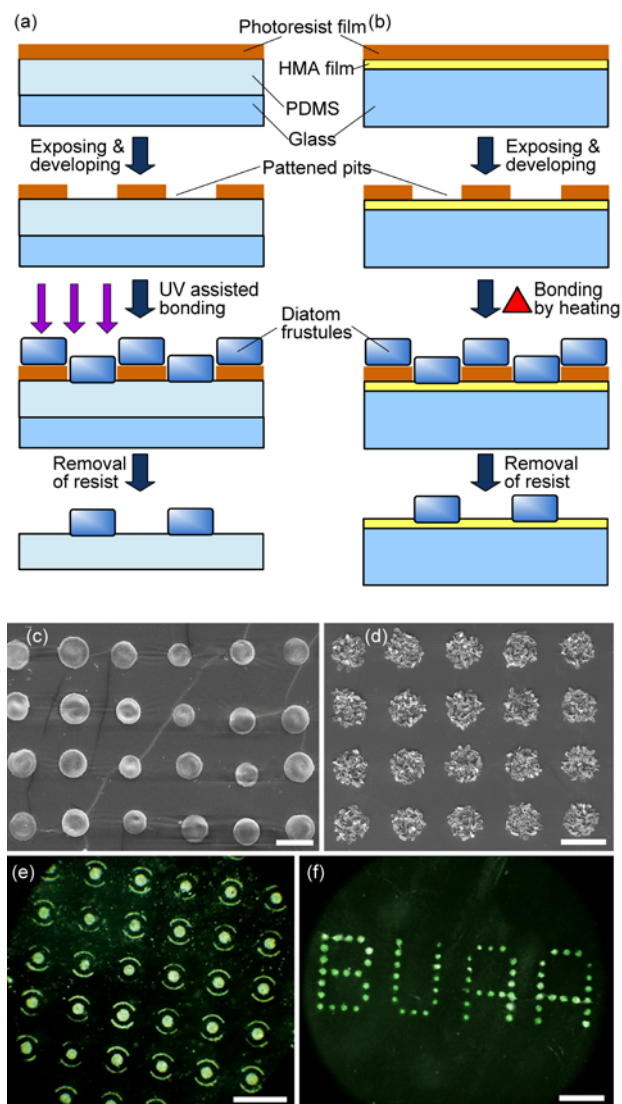 (a)
(b)
Photoresist film
HMA film
PDMS
Glass
Exposing &
developing
Exposing &
developing
Pattened pits
UV assisted
bonding
Bonding
by heating
Diatom
frustules
Removal
of resist
Removal
of resist
(c)
(d)
(e)
(f)
BUAA